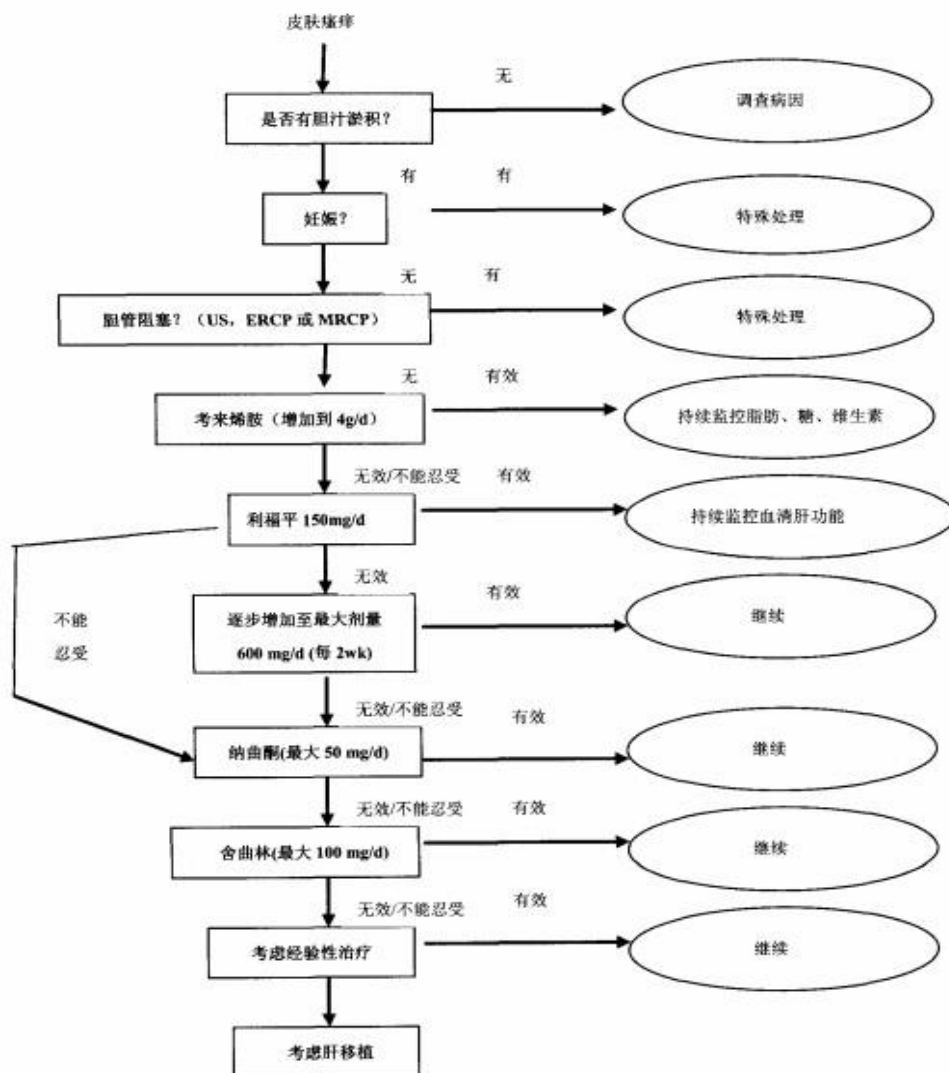 皮肤瘙痒
无
是否有胆汁淤积？
调查病因
有
有
妊娠？
特殊处理
无
有
胆管阻塞？（US，ERCP 或 MRCP）
特殊处理
无
有效
考来烯胺（增加到 4g/d）
持续监控脂肪、糖、维生素
无效/不能忍受
有效
利福平 150mg/d
持续监控血清肝功能
无效
有效
不能
忍受
逐步增加至最大剂量
600 mg/d (每 2wk)
继续
无效/不能忍受
有效
纳曲酮(最大 50 mg/d)
继续
无效/不能忍受
有效
舍曲林(最大 100 mg/d)
继续
无效/不能忍受
有效
考虑经验性治疗
继续
考虑肝移植